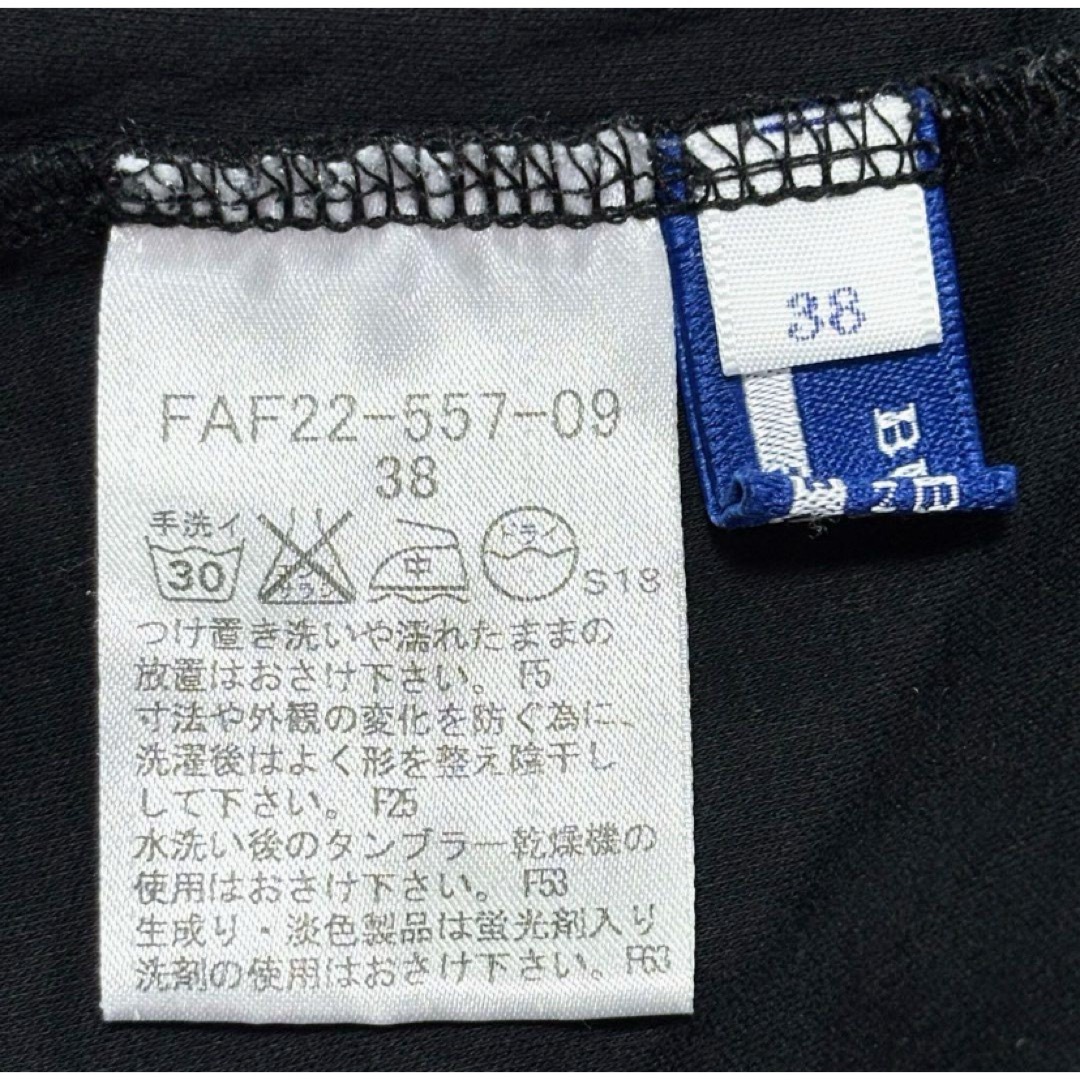 FAF22-557-09
38
手洗イ
30
エンソ
サラシ
中
ドライ
S18
つけ置き洗いや濡れたままの
放置はおさけ下さい。 F5
寸法や外観の変化を防ぐ為に、
洗濯後はよく形を整え陰干し
して下さい。 F25
水洗い後のタンブラー乾燥機の
使用はおさけ下さい。 F53
生成り・淡色製品は蛍光剤入り
洗剤の使用はおさけ下さい。 F63
38